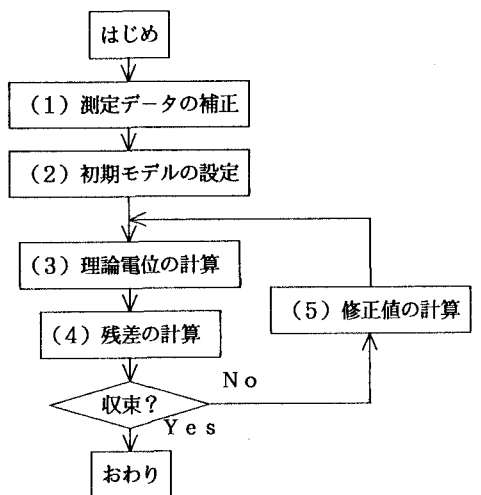 はじめ
(1)測定データの補正
(2)初期モデルの設定
(3)理論電位の計算
(5)修正値の計算
(4)残差の計算
No
収束?
Yes
おわり